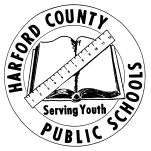 HARFORD COUNTY
Serving Youth
PUBLIC SCHOOLS